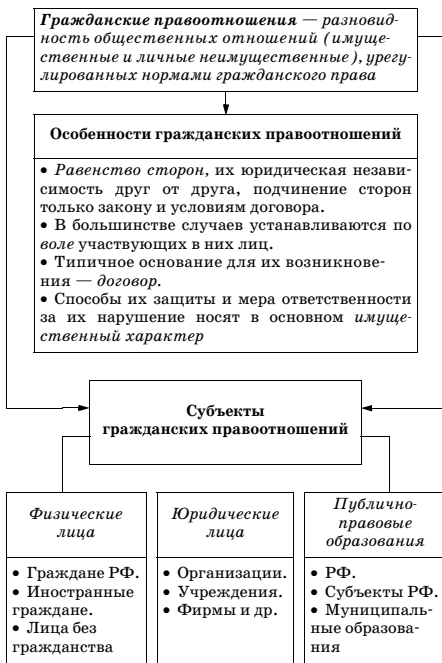 Гражданские правоотношения — разновид-
ность общественных отношений (имуще-
ственные и личные неимущественные), урегу-
лированных нормами гражданского права
Особенности гражданских правоотношений
• Равенство сторон, их юридическая незави-
симость друг от друга, подчинение сторон
только закону и условиям договора.
• В большинстве случаев устанавливаются по
воле участвующих в них лиц.
• Типичное основание для их возникнове-
ния — договор.
• Способы их защиты и мера ответственности
за их нарушение носят в основном имуще-
ственный характер
Субъекты
гражданских правоотношений
Физические
лица
• Граждане РФ.
• Иностранные
граждане.
• Лица без
гражданства
Юридические
лица
• Организации.
• Учреждения.
• Фирмы и др.
Публично-
правовые
образования
• РФ.
• Субъекты РФ.
• Муниципаль-
ные образова-
ния